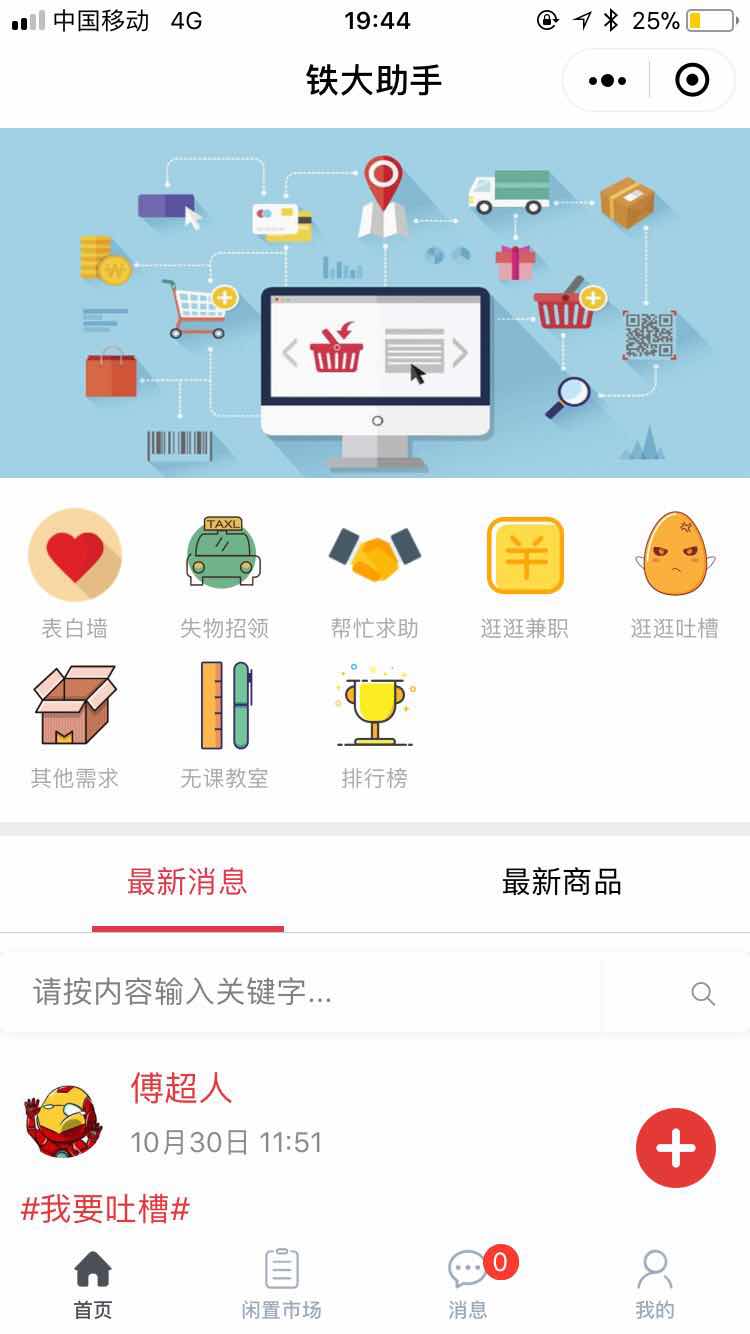 中国移动 4G 19:44 25%
铁大助手
W
TAXL
表白墙 失物招领 帮忙求助 逛逛兼职 逛逛吐槽
其他需求 无课教室 排行榜
最新消息 最新商品
请按内容输入关键字...
傅超人
10月30日 11:51
#我要吐槽#
0
首页 闲置市场 消息 我的